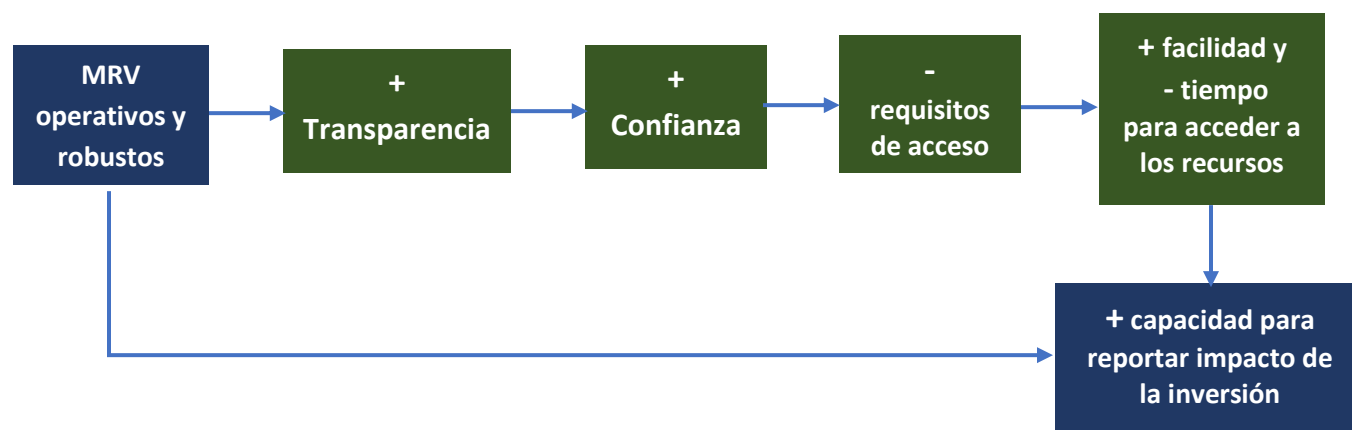 MRV
operativos y
robustos
+
Transparencia
+
Confianza
-
requisitos
de acceso
+ facilidad y
- tiempo
para acceder a
los recursos
+ capacidad para
reportar impacto de
la inversión